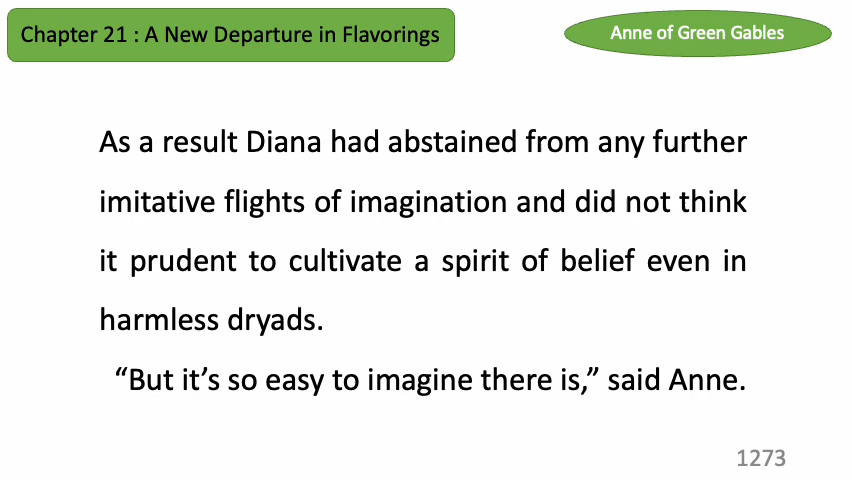 Chapter 21 : A New Departure in Flavorings
Anne of Green Gables
As a result Diana had abstained from any further
imitative flights of imagination and did not think
it prudent to cultivate a spirit of belief even in
harmless dryads.
“But it’s so easy to imagine there is,” said Anne.
1273